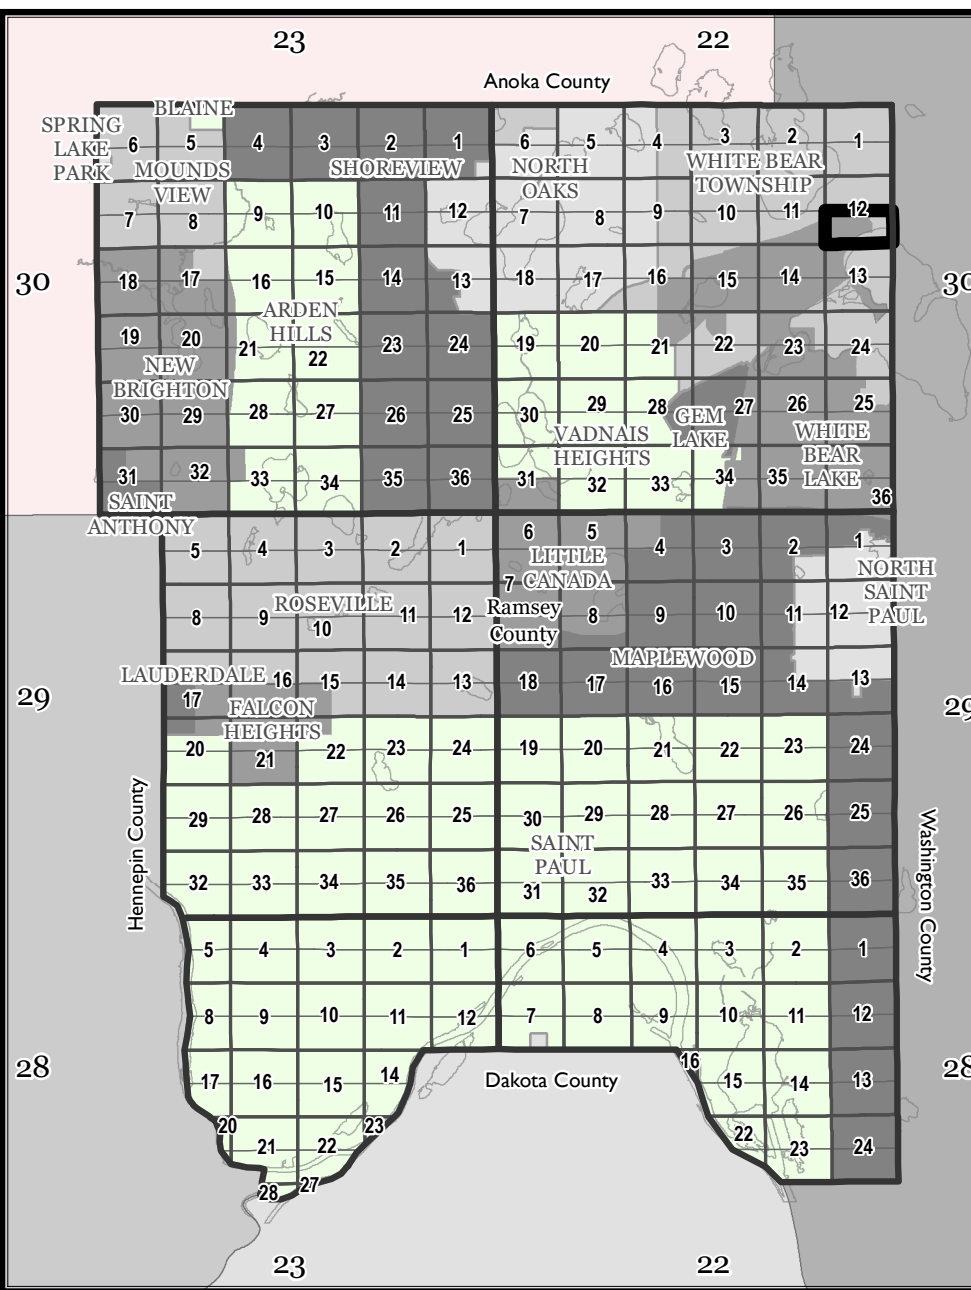 23 22
Anoka County
BLAINE
SPRING
LAKE
PARK
6 5 4 3 2 1 6 5 4 3 2 1
MOUNDS
VIEW
SHOREVIEW
NORTH
OAKS
WHITE BEAR
TOWNSHIP
7 8 9 10 11 12 7 8 9 10 11 12
30 18 17 16 15 14 13 18 17 16 15 14 13 30
ARDEN
HILLS
19 20 21 22 23 24 19 20 21 22 23 24
NEW
BRIGHTON
30 29 28 27 26 25 30 29 28 27 26 25
GEM
LAKE
VADNAIS
HEIGHTS
WHITE
BEAR
LAKE
31 32 33 34 35 36 31 32 33 34 35 36
SAINT
ANTHONY
5 4 3 2 1 6 5 4 3 2 1
LITTLE
CANADA
NORTH
SAINT
PAUL
8 9 10 11 12 7 8 9 10 11 12
ROSEVILLE
Ramsey
County
MAPLEWOOD
LAUDERDALE
29 17 16 15 14 13 18 17 16 15 14 13 29
FALCON
HEIGHTS
20 21 22 23 24 19 20 21 22 23 24
29 28 27 26 25 30 29 28 27 26 25
SAINT
PAUL
32 33 34 35 36 31 32 33 34 35 36
Hennepin County
Washington County
5 4 3 2 1 6 5 4 3 2 1
8 9 10 11 12 7 8 9 10 11 12
28 17 16 15 14 16 15 14 13 28
Dakota County
20 21 22 23 22 23 24
28 27
23 22